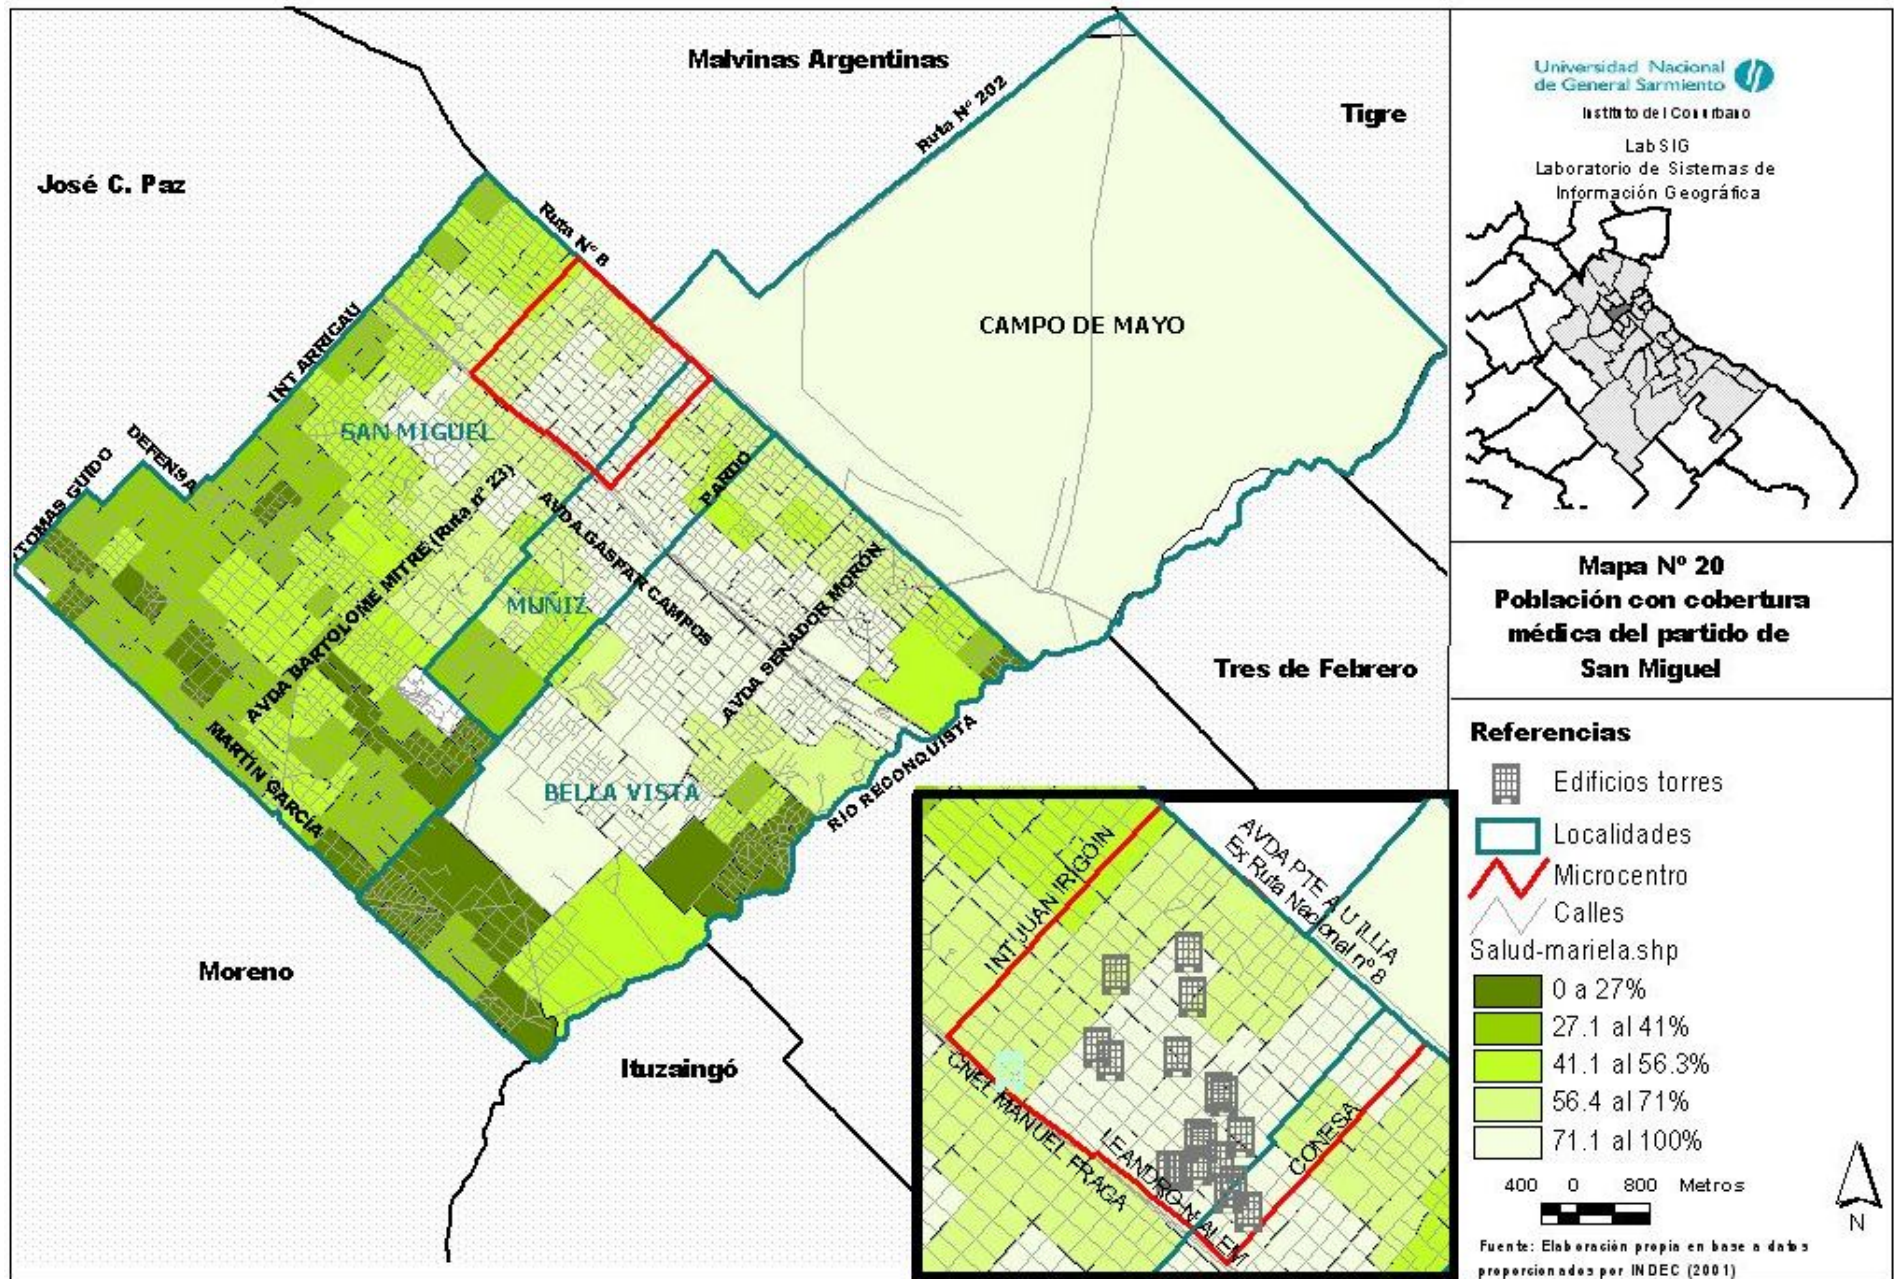 Malvinas Argentinas
Tigre
José C. Paz
Ruta Nº 202
Ruta Nº 8
CAMPO DE MAYO
INT ARRICAU
SAN MIGUEL
DEFENSA
TOMAS GUIDO
PARDO
AVDA BARTOLOME MITRE (Ruta nº 23)
AVDA GASPAR CAMPOS
MUÑIZ
AVDA SENADOR MORÓN
MARTÍN GARCÍA
BELLA VISTA
RÍO RECONQUISTA
Tres de Febrero
Moreno
Ituzaingó
INT JUAN IRIGOIN
AVDA PTE A U ILLIA
Ex Ruta Nacional nº 8
CNEL MANUEL FRAGA
LEANDRO N ALEM
CONESA
Universidad Nacional
de General Sarmiento
Instituto del Conurbano
LabSIG
Laboratorio de Sistemas de
Información Geográfica
Mapa Nº 20
Población con cobertura
médica del partido de
San Miguel
Referencias
Edificios torres
Localidades
Microcentro
Calles
Salud-mariela.shp
0 a 27%
27.1 al 41%
41.1 al 56.3%
56.4 al 71%
71.1 al 100%
400 0 800 Metros
N
Fuente: Elaboración propia en base a datos
proporcionados por INDEC (2001)